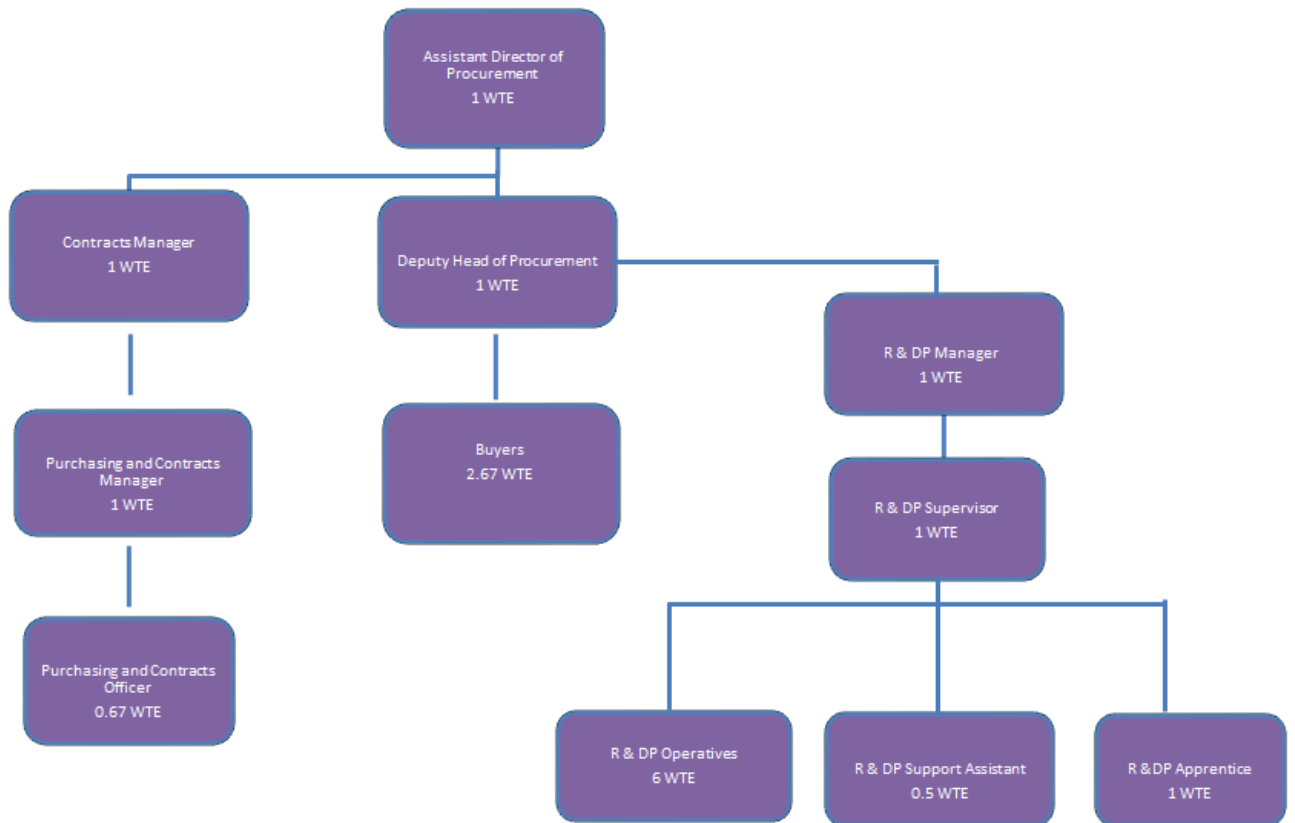 Assistant Director of
Procurement
1 WTE
Contracts Manager
1 WTE
Deputy Head of Procurement
1 WTE
R & DP Manager
1 WTE
Purchasing and Contracts
Manager
1 WTE
Buyers
2.67 WTE
R & DP Supervisor
1 WTE
Purchasing and Contracts
Officer
0.67 WTE
R & DP Operatives
6 WTE
R & DP Support Assistant
0.5 WTE
R &DP Apprentice
1 WTE